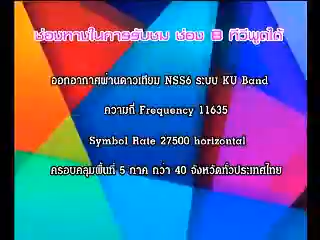 ช่องทางในการรับชม ช่อง 8 ทีวีพูดได้
ออกอากาศผ่านดาวเทียม NSS6 ระบบ KU Band
ความถี่ Frequency 11635
Symbol Rate 27500 horizontal
ครอบคลุมพื้นที่ 5 ภาค กว่า 40 จังหวัดทั่วประเทศไทย